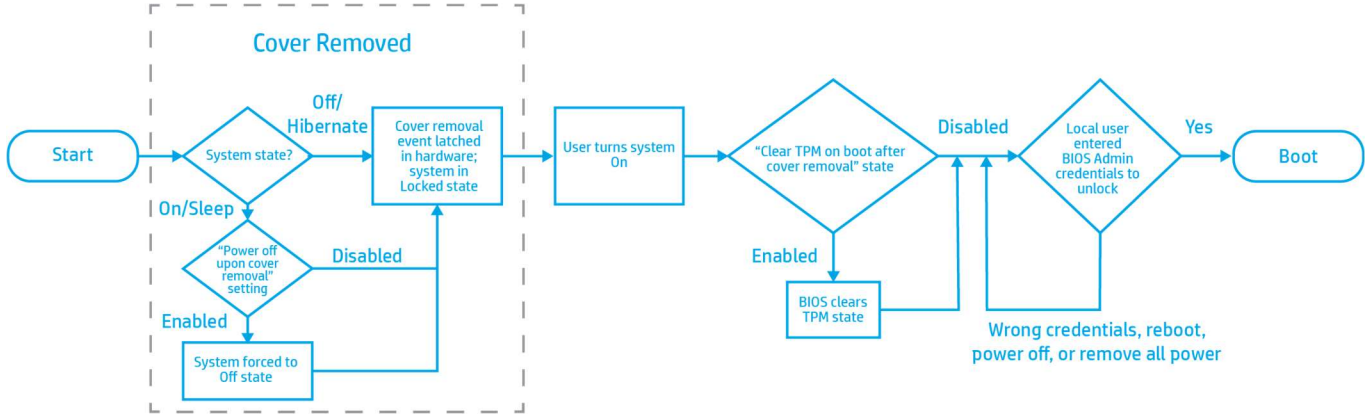 Cover Removed
Start
System state?
Off/
Hibernate
Cover removal
event latched
in hardware;
system in
Locked state
On/Sleep
"Power off
upon cover
removal"
setting
Disabled
Enabled
System forced to
Off state
User turns system
On
"Clear TPM on boot after
cover removal" state
Disabled
Enabled
BIOS clears
TPM state
Local user
entered
BIOS Admin
credentials to
unlock
Yes
Boot
Wrong credentials, reboot,
power off, or remove all power